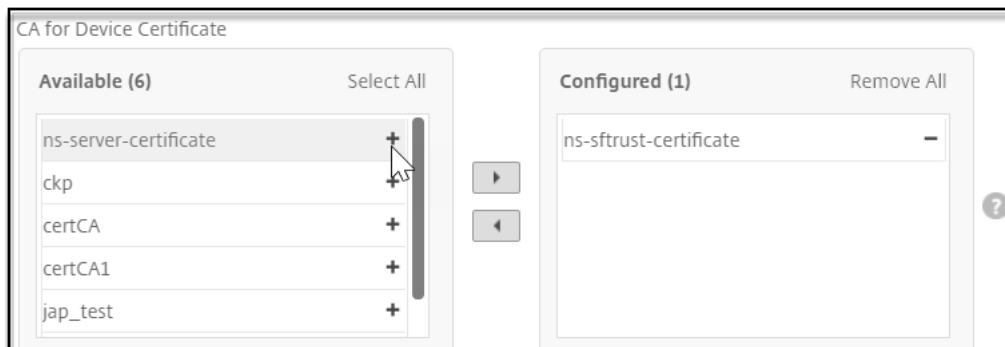 CA for Device Certificate
Available (6) Select All
ns-server-certificate +
ckp +
certCA +
certCA1 +
jap_test +
Configured (1) Remove All
ns-sftrust-certificate −
?